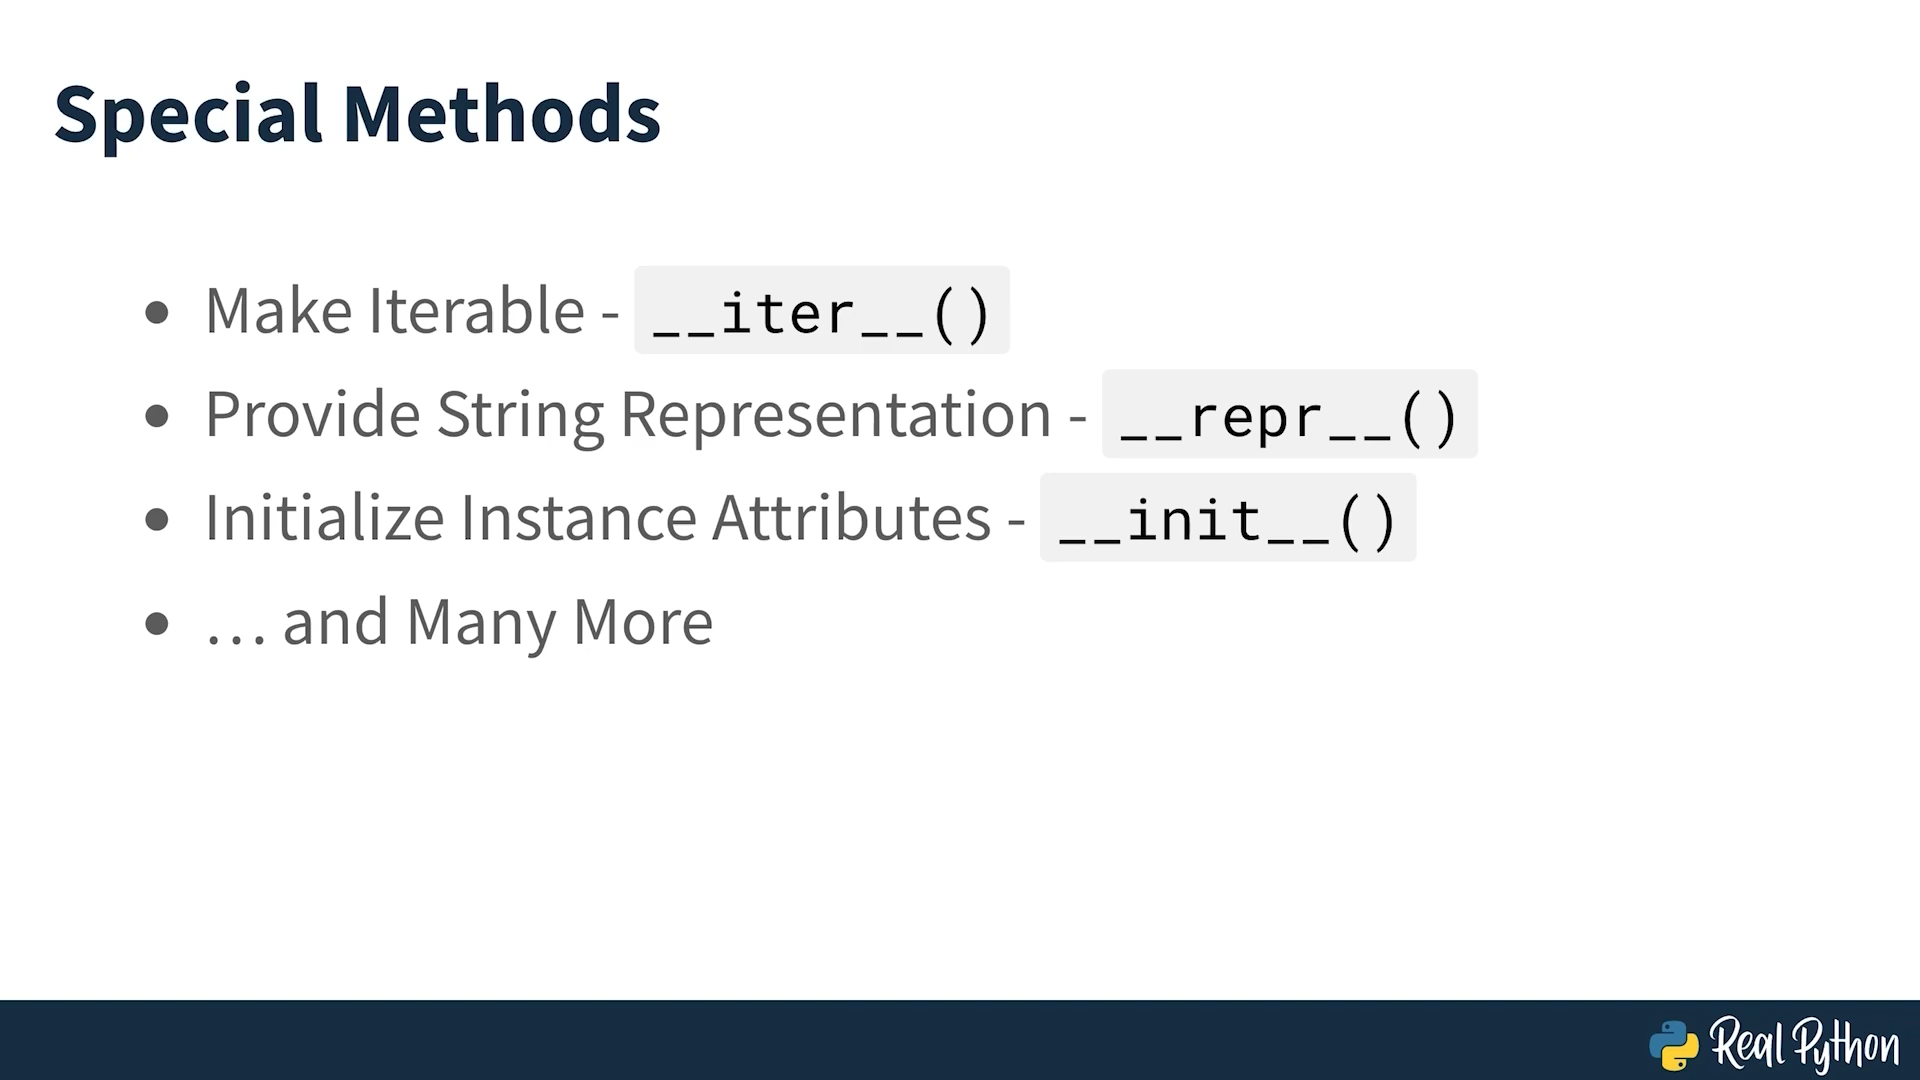 Special Methods
• Make Iterable - __iter__()
• Provide String Representation - __repr__()
• Initialize Instance Attributes - __init__()
• … and Many More
Real Python